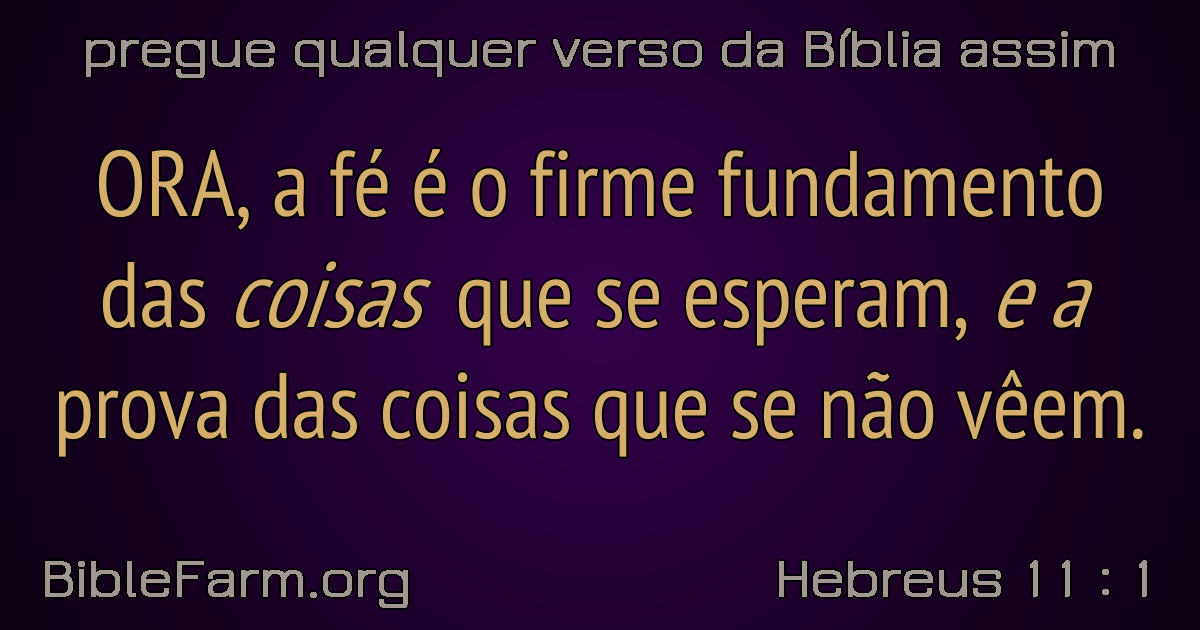 pregue qualquer verso da Bíblia assim
ORA, a fé é o firme fundamento
das coisas que se esperam, e a
prova das coisas que se não vêem.
BibleFarm.org
Hebreus 11 : 1